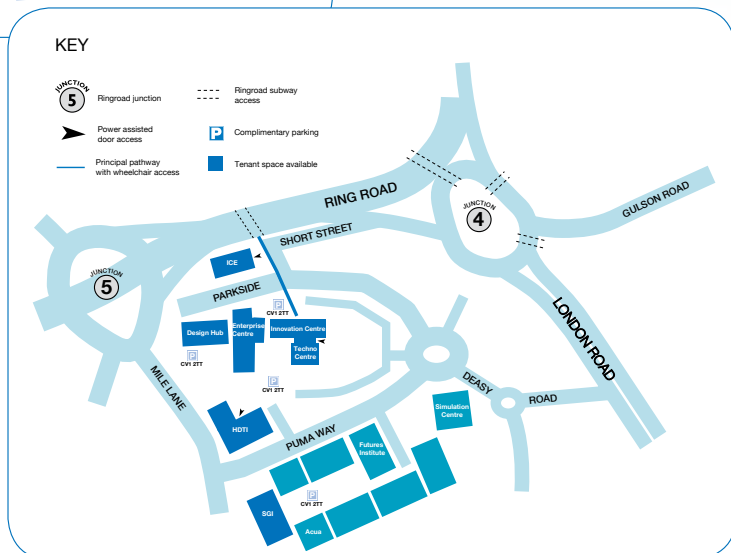 KEY
JUNCTION
5
Ringroad junction
Ringroad subway
access
Power assisted
door access
P
Complimentary parking
Principal pathway
with wheelchair access
Tenant space available
RING ROAD
SHORT STREET
JUNCTION
4
GULSON ROAD
JUNCTION
5
ICE
PARKSIDE
P
CV1 2TT
Design Hub
Enterprise
Centre
Innovation Centre
Techno
Centre
P
CV1 2TT
P
CV1 2TT
LONDON ROAD
MILE LANE
DEASY
ROAD
Simulation
Centre
HDTI
PUMA WAY
Futures
Institute
P
CV1 2TT
SGI
Acua